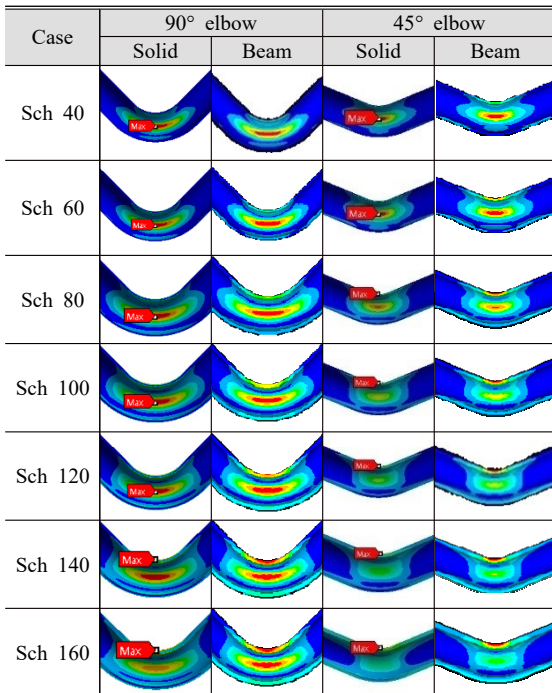 Case 90° elbow 45° elbow
Solid Beam Solid Beam
Sch 40 Max Max
Sch 60 Max Max
Sch 80 Max Max
Sch 100 Max Max
Sch 120 Max Max
Sch 140 Max Max
Sch 160 Max Max